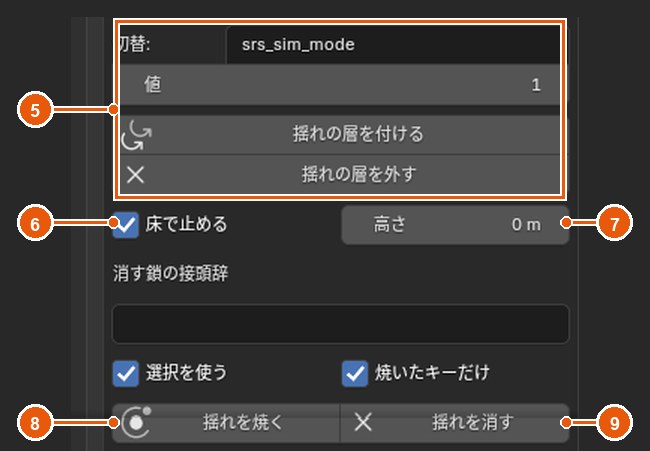 切替: srs_sim_mode
値 1
5
揺れの層を付ける
揺れの層を外す
6 床で止める 高さ 0 m 7
消す鎖の接頭辞
選択を使う 焼いたキーだけ
8 揺れを焼く 揺れを消す 9